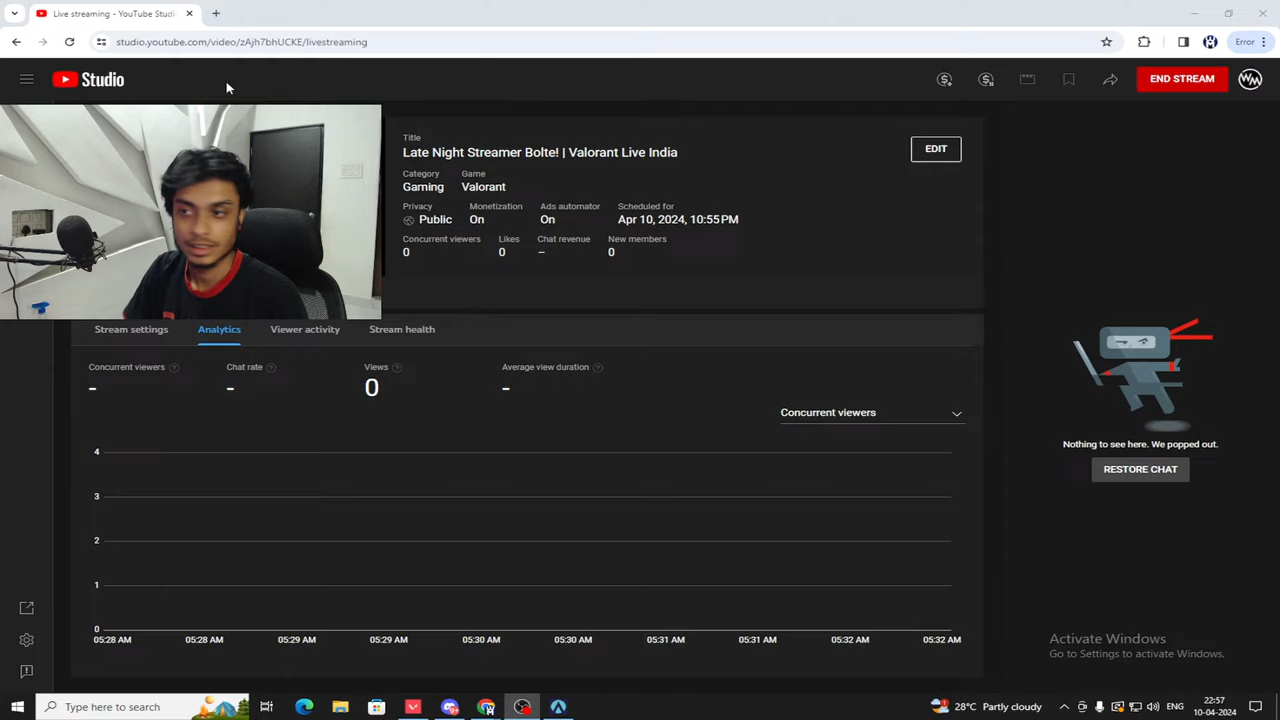 Live streaming - YouTube Studi
studio.youtube.com/video/zAjh7bhUCKE/livestreaming
Error
Studio
END STREAM
Title
Late Night Streamer Bolte! | Valorant Live India
EDIT
Category Game
Gaming Valorant
Privacy Monetization Ads automator Scheduled for
Public On On Apr 10, 2024, 10:55 PM
Concurrent viewers Likes Chat revenue New members
0 0 – 0
Stream settings Analytics Viewer activity Stream health
Concurrent viewers Chat rate Views Average view duration
- - 0 -
Concurrent viewers
4
3
2
1
0
05:28 AM 05:28 AM 05:29 AM 05:29 AM 05:30 AM 05:30 AM 05:31 AM 05:31 AM 05:32 AM 05:32 AM
Nothing to see here. We popped out.
RESTORE CHAT
Activate Windows
Go to Settings to activate Windows.
Type here to search
28°C Partly cloudy
ENG
22:57
10-04-2024